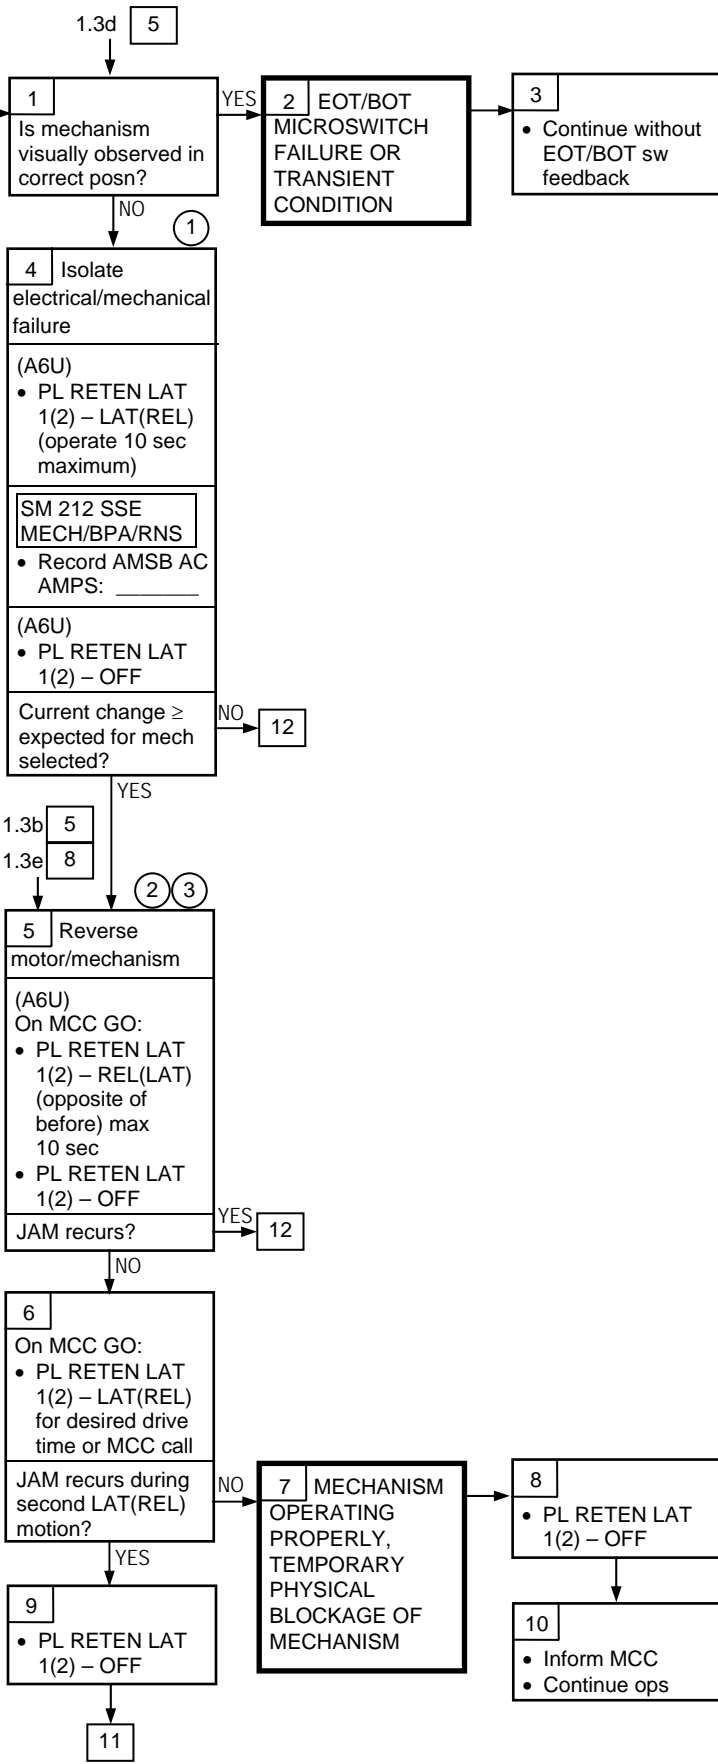 1.3d 5
1
Is mechanism
visually observed in
correct posn?
YES
2 EOT/BOT
MICROSWITCH
FAILURE OR
TRANSIENT
CONDITION
3
• Continue without
EOT/BOT sw
feedback
NO
1
4 Isolate
electrical/mechanical
failure
(A6U)
• PL RETEN LAT
1(2) – LAT(REL)
(operate 10 sec
maximum)
SM 212 SSE
MECH/BPA/RNS
• Record AMSB AC
AMPS: _______
(A6U)
• PL RETEN LAT
1(2) – OFF
Current change ≥
expected for mech
selected?
NO
12
YES
1.3b 5
1.3e 8
2 3
5 Reverse
motor/mechanism
(A6U)
On MCC GO:
• PL RETEN LAT
1(2) – REL(LAT)
(opposite of
before) max
10 sec
• PL RETEN LAT
1(2) – OFF
JAM recurs?
YES
12
NO
6
On MCC GO:
• PL RETEN LAT
1(2) – LAT(REL)
for desired drive
time or MCC call
JAM recurs during
second LAT(REL)
motion?
NO
7 MECHANISM
OPERATING
PROPERLY,
TEMPORARY
PHYSICAL
BLOCKAGE OF
MECHANISM
8
• PL RETEN LAT
1(2) – OFF
YES
9
• PL RETEN LAT
1(2) – OFF
10
• Inform MCC
• Continue ops
11